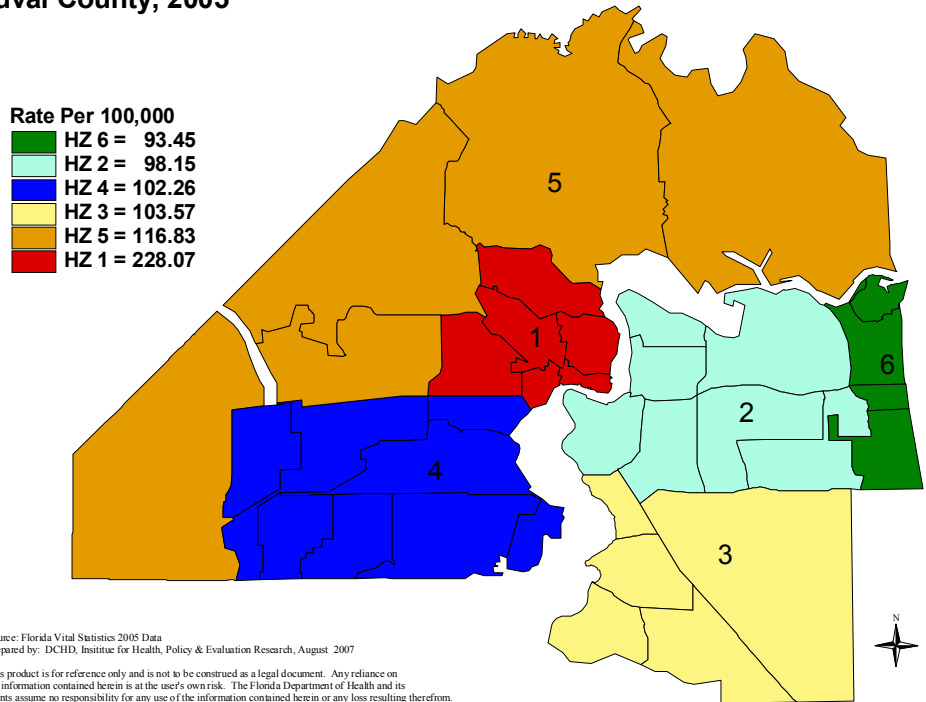 Duval County, 2005
Rate Per 100,000
HZ 6 = 93.45
HZ 2 = 98.15
HZ 4 = 102.26
HZ 3 = 103.57
HZ 5 = 116.83
HZ 1 = 228.07
5
1
6
2
4
3
N
urce: Florida Vital Statistics 2005 Data
epared by: DCHD, Insititue for Health, Policy & Evaluation Research, August 2007
s product is for reference only and is not to be construed as a legal document. Any reliance on
information contained herein is at the user's own risk. The Florida Department of Health and its
nts assume no responsibility for any use of the information contained herein or any loss resulting therefrom.